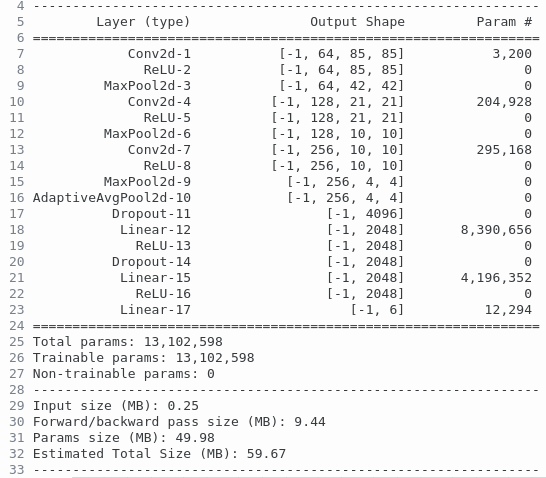 4 ----------------------------------------------------------------
5         Layer (type)               Output Shape         Param #
6 ================================================================
7             Conv2d-1           [-1, 64, 85, 85]           3,200
8               ReLU-2           [-1, 64, 85, 85]               0
9          MaxPool2d-3           [-1, 64, 42, 42]               0
10             Conv2d-4          [-1, 128, 21, 21]         204,928
11               ReLU-5          [-1, 128, 21, 21]               0
12          MaxPool2d-6          [-1, 128, 10, 10]               0
13             Conv2d-7          [-1, 256, 10, 10]         295,168
14               ReLU-8          [-1, 256, 10, 10]               0
15          MaxPool2d-9            [-1, 256, 4, 4]               0
16 AdaptiveAvgPool2d-10            [-1, 256, 4, 4]               0
17           Dropout-11                 [-1, 4096]               0
18            Linear-12                 [-1, 2048]       8,390,656
19              ReLU-13                 [-1, 2048]               0
20           Dropout-14                 [-1, 2048]               0
21            Linear-15                 [-1, 2048]       4,196,352
22              ReLU-16                 [-1, 2048]               0
23            Linear-17                    [-1, 6]          12,294
24 ================================================================
25 Total params: 13,102,598
26 Trainable params: 13,102,598
27 Non-trainable params: 0
28 ----------------------------------------------------------------
29 Input size (MB): 0.25
30 Forward/backward pass size (MB): 9.44
31 Params size (MB): 49.98
32 Estimated Total Size (MB): 59.67
33 ----------------------------------------------------------------